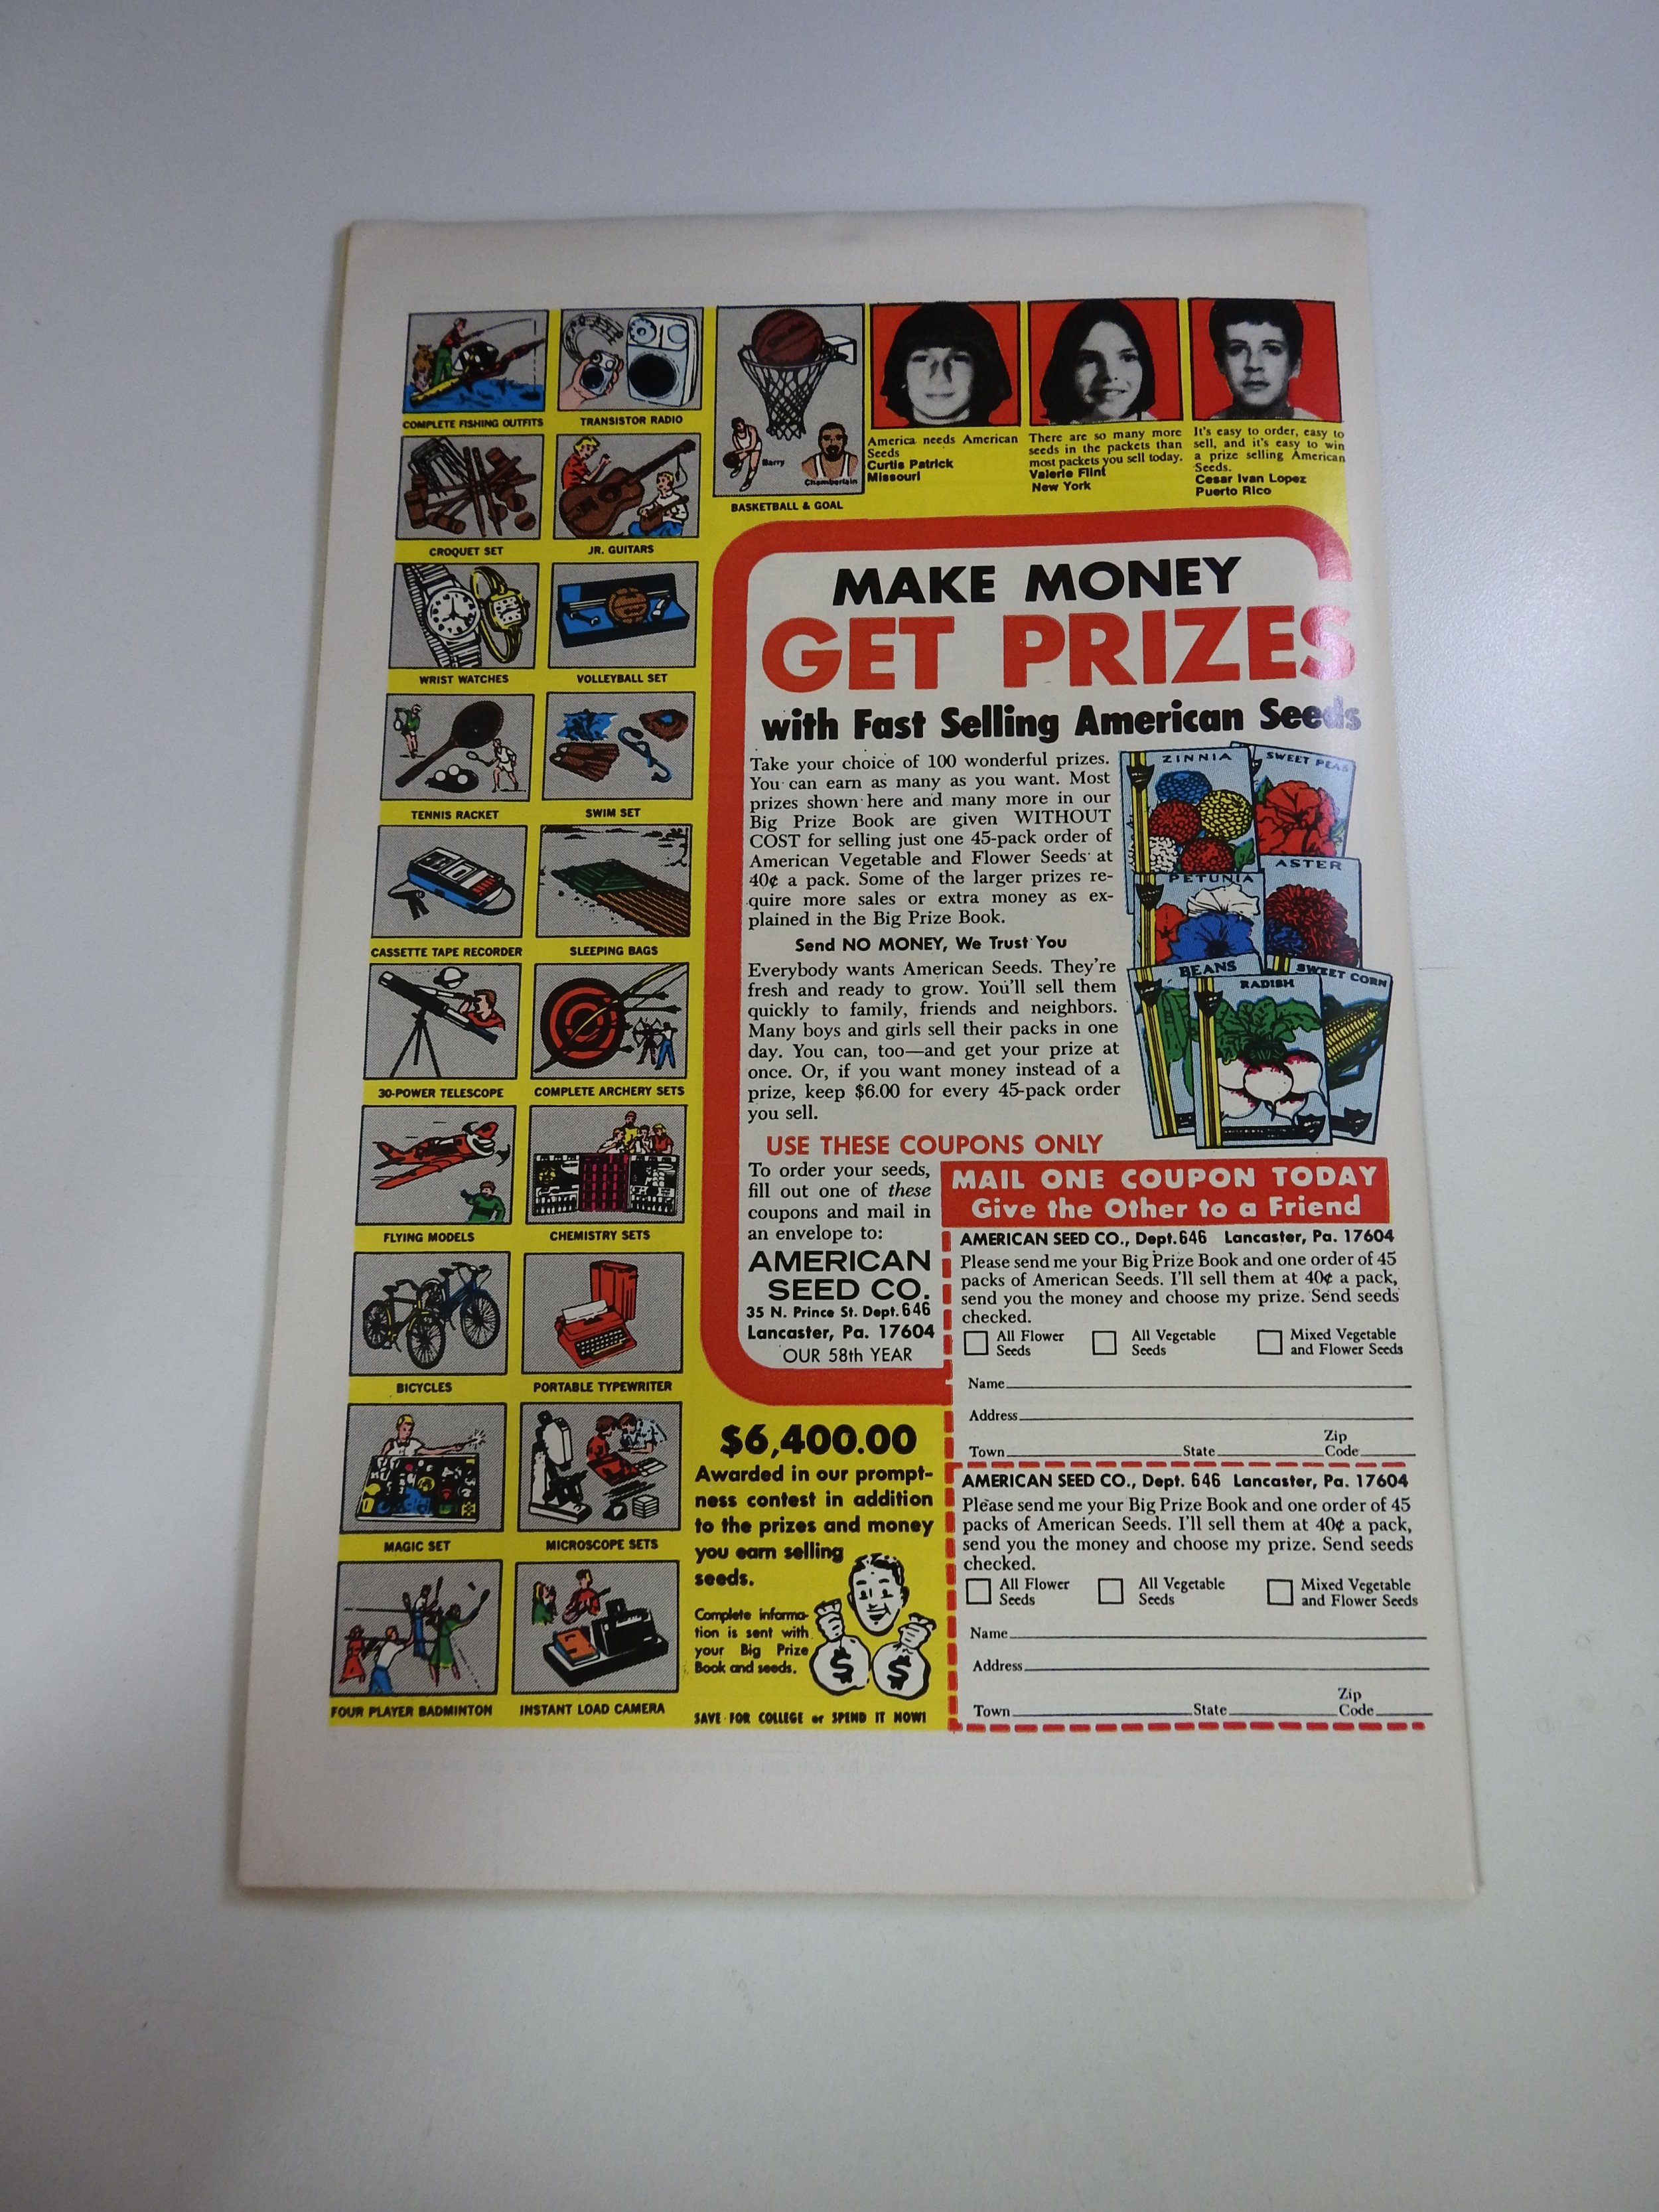 COMPLETE FISHING OUTFITS
TRANSISTOR RADIO
CROQUET SET
JR. GUITARS
WRIST WATCHES
VOLLEYBALL SET
TENNIS RACKET
SWIM SET
CASSETTE TAPE RECORDER
SLEEPING BAGS
30-POWER TELESCOPE
COMPLETE ARCHERY SETS
FLYING MODELS
CHEMISTRY SETS
BICYCLES
PORTABLE TYPEWRITER
MAGIC SET
MICROSCOPE SETS
FOUR PLAYER BADMINTON
INSTANT LOAD CAMERA
Barry
Chamberlain
BASKETBALL & GOAL
America needs American
Seeds
Curtis Patrick
Missouri
There are so many more
seeds in the packets than
most packets you sell today.
Valerie Flint
New York
It's easy to order, easy to
sell, and it's easy to win
a prize selling American
Seeds.
Cesar Ivan Lopez
Puerto Rico
MAKE MONEY
GET PRIZES
with Fast Selling American Seeds
Take your choice of 100 wonderful prizes.
You can earn as many as you want. Most
prizes shown here and many more in our
Big Prize Book are given WITHOUT
COST for selling just one 45-pack order of
American Vegetable and Flower Seeds at
40¢ a pack. Some of the larger prizes re-
quire more sales or extra money as ex-
plained in the Big Prize Book.
Send NO MONEY, We Trust You
Everybody wants American Seeds. They're
fresh and ready to grow. You'll sell them
quickly to family, friends and neighbors.
Many boys and girls sell their packs in one
day. You can, too—and get your prize at
once. Or, if you want money instead of a
prize, keep $6.00 for every 45-pack order
you sell.
ZINNIA
SWEET PEAS
ASTER
PETUNIA
BEANS
RADISH
SWEET CORN
USE THESE COUPONS ONLY
To order your seeds,
fill out one of these
coupons and mail in
an envelope to:
AMERICAN
SEED CO.
35 N. Prince St. Dept. 646
Lancaster, Pa. 17604
OUR 58th YEAR
MAIL ONE COUPON TODAY
Give the Other to a Friend
AMERICAN SEED CO., Dept. 646 Lancaster, Pa. 17604
Please send me your Big Prize Book and one order of 45
packs of American Seeds. I'll sell them at 40¢ a pack,
send you the money and choose my prize. Send seeds
checked.
All Flower Seeds
All Vegetable Seeds
Mixed Vegetable and Flower Seeds
Name
Address
Town State Zip Code
AMERICAN SEED CO., Dept. 646 Lancaster, Pa. 17604
Please send me your Big Prize Book and one order of 45
packs of American Seeds. I'll sell them at 40¢ a pack,
send you the money and choose my prize. Send seeds
checked.
All Flower Seeds
All Vegetable Seeds
Mixed Vegetable and Flower Seeds
Name
Address
Town State Zip Code
$6,400.00
Awarded in our prompt-
ness contest in addition
to the prizes and money
you earn selling
seeds.
Complete informa-
tion is sent with
your Big Prize
Book and seeds.
$ $
SAVE FOR COLLEGE or SPEND IT NOW!